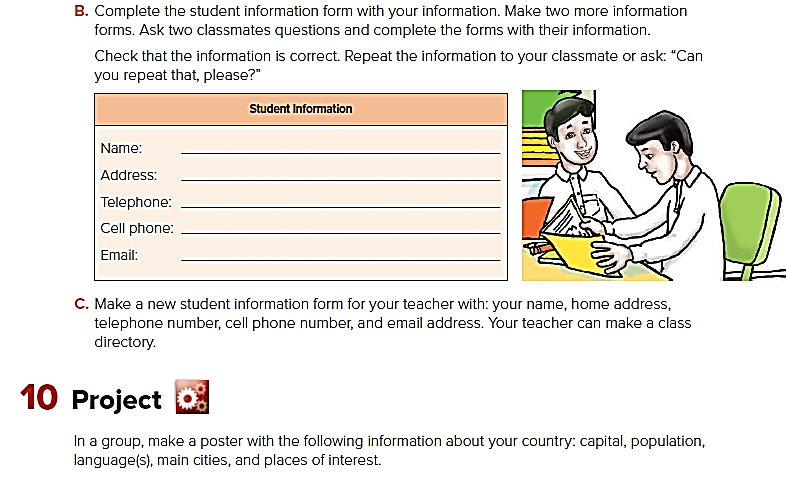 B. Complete the student information form with your information. Make two more information
forms. Ask two classmates questions and complete the forms with their information.
Check that the information is correct. Repeat the information to your classmate or ask: “Can
you repeat that, please?”
Student Information
Name:
Address:
Telephone:
Cell phone:
Email:
C. Make a new student information form for your teacher with: your name, home address,
telephone number, cell phone number, and email address. Your teacher can make a class
directory.
10 Project
In a group, make a poster with the following information about your country: capital, population,
language(s), main cities, and places of interest.